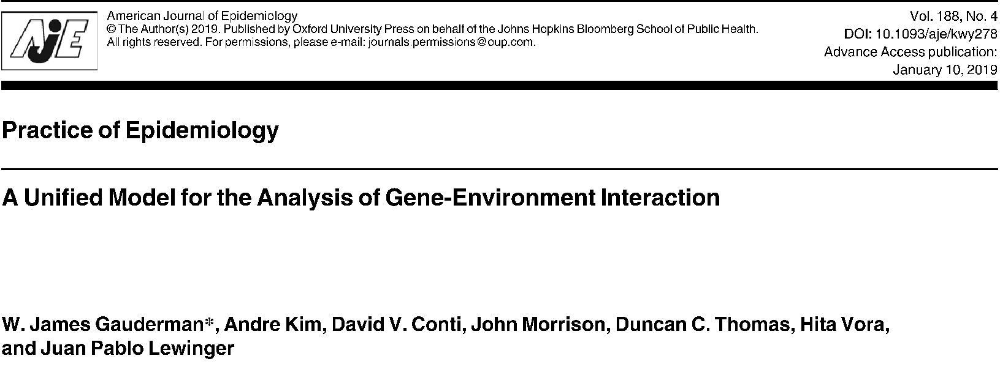 AJE
American Journal of Epidemiology
© The Author(s) 2019. Published by Oxford University Press on behalf of the Johns Hopkins Bloomberg School of Public Health.
All rights reserved. For permissions, please e-mail: journals.permissions@oup.com.
Vol. 188, No. 4
DOI: 10.1093/aje/kwy278
Advance Access publication:
January 10, 2019
Practice of Epidemiology
A Unified Model for the Analysis of Gene-Environment Interaction
W. James Gauderman*, Andre Kim, David V. Conti, John Morrison, Duncan C. Thomas, Hita Vora,
and Juan Pablo Lewinger